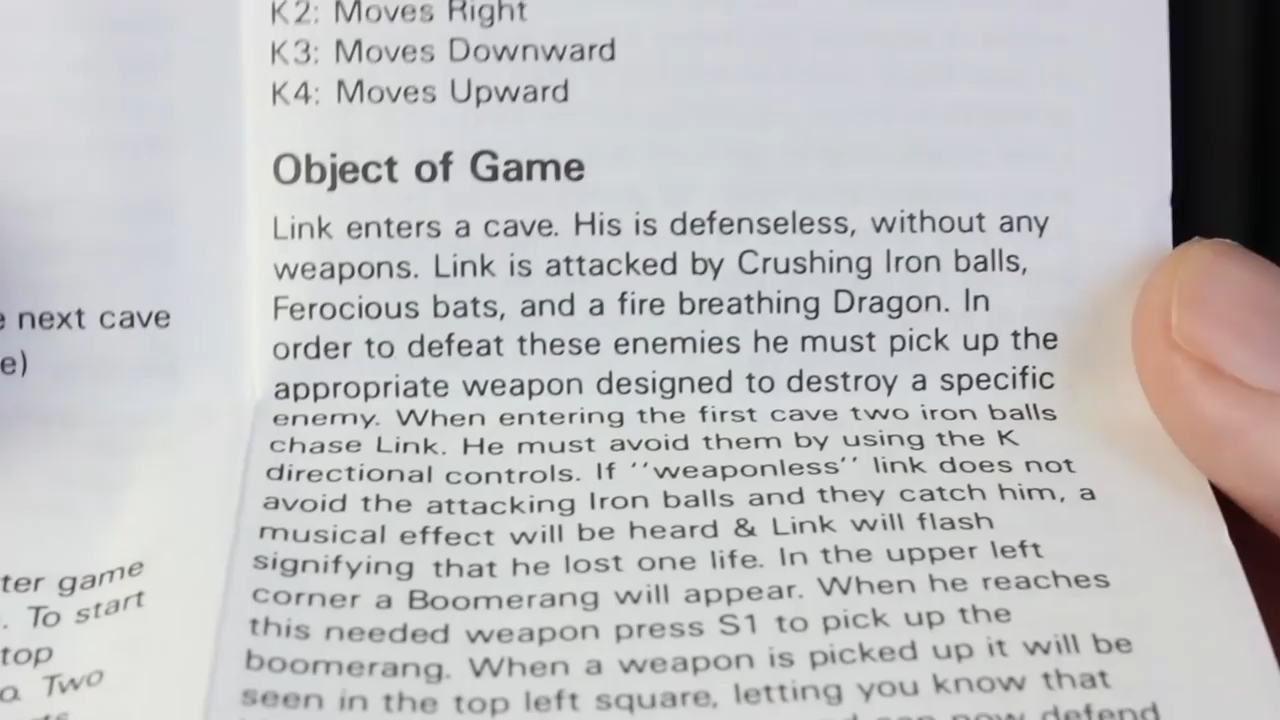 K2: Moves Right
K3: Moves Downward
K4: Moves Upward
Object of Game
Link enters a cave. His is defenseless, without any
weapons. Link is attacked by Crushing Iron balls,
Ferocious bats, and a fire breathing Dragon. In
order to defeat these enemies he must pick up the
appropriate weapon designed to destroy a specific
enemy. When entering the first cave two iron balls
chase Link. He must avoid them by using the K
directional controls. If ''weaponless'' link does not
avoid the attacking Iron balls and they catch him, a
musical effect will be heard & Link will flash
signifying that he lost one life. In the upper left
corner a Boomerang will appear. When he reaches
this needed weapon press S1 to pick up the
boomerang. When a weapon is picked up it will be
seen in the top left square, letting you know that
now defend
next cave
e)
ter game
. To start
top
Two